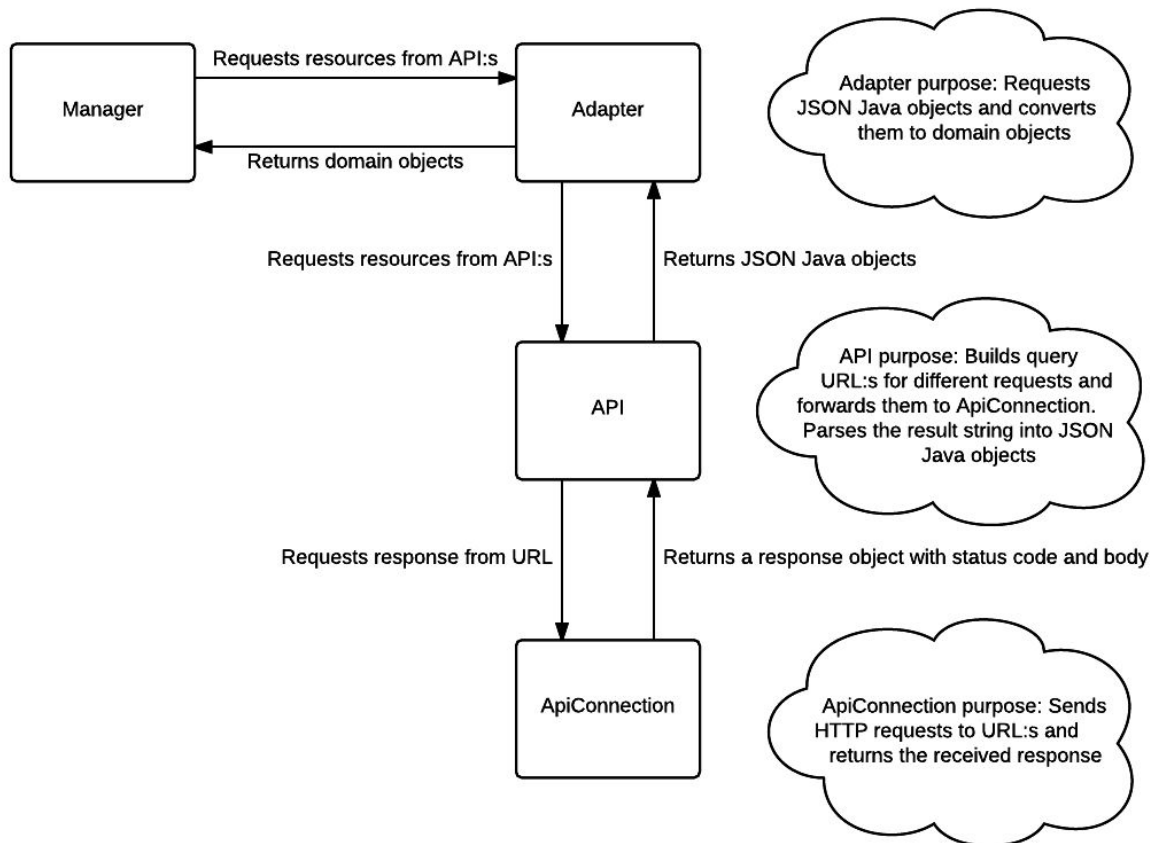 Requests resources from API:s
Manager
Adapter
Returns domain objects
Adapter purpose: Requests
JSON Java objects and converts
them to domain objects
Requests resources from API:s
Returns JSON Java objects
API
API purpose: Builds query
URL:s for different requests and
forwards them to ApiConnection.
Parses the result string into JSON
Java objects
Requests response from URL
Returns a response object with status code and body
ApiConnection
ApiConnection purpose: Sends
HTTP requests to URL:s and
returns the received response